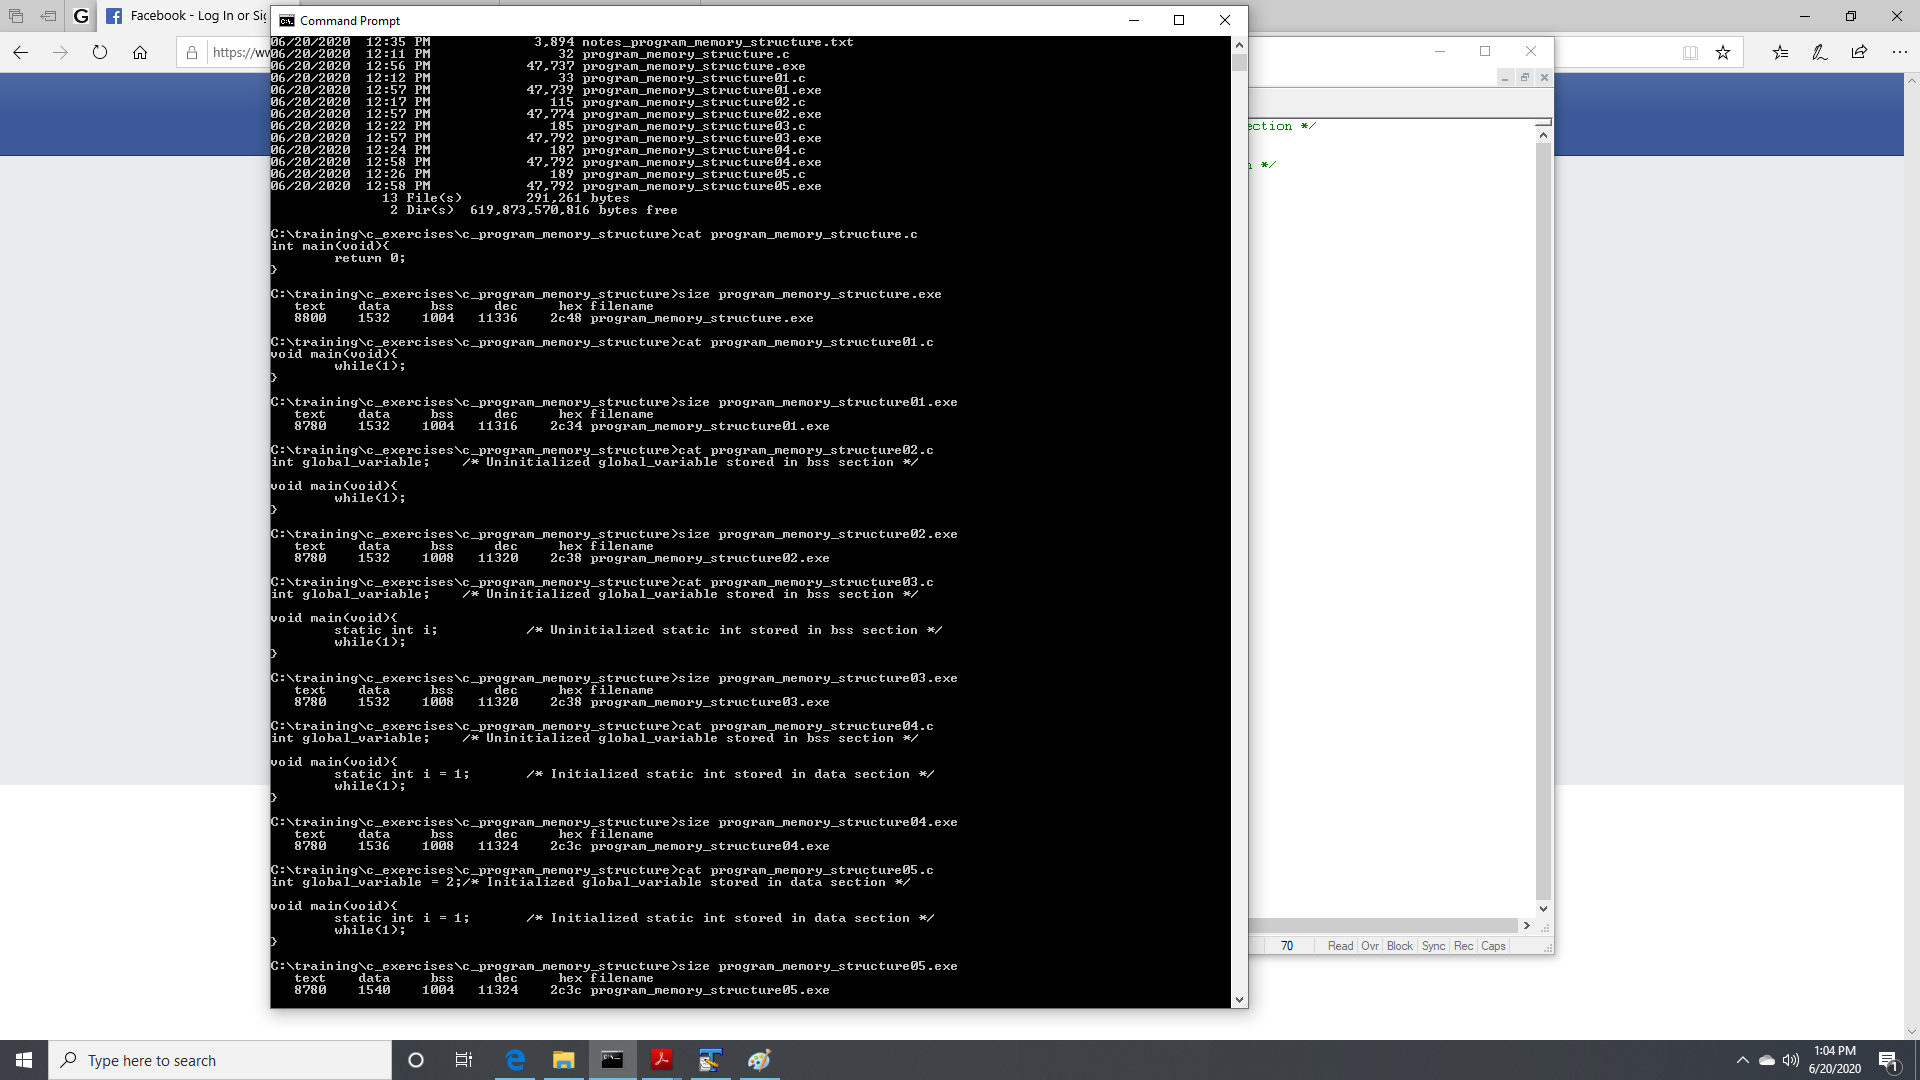 Facebook - Log In or Si
https://w
Command Prompt
06/20/2020  12:35 PM             3,894 notes_program_memory_structure.txt
06/20/2020  12:11 PM                32 program_memory_structure.c
06/20/2020  12:56 PM            47,737 program_memory_structure.exe
06/20/2020  12:12 PM                33 program_memory_structure01.c
06/20/2020  12:57 PM            47,739 program_memory_structure01.exe
06/20/2020  12:17 PM               115 program_memory_structure02.c
06/20/2020  12:57 PM            47,774 program_memory_structure02.exe
06/20/2020  12:22 PM               185 program_memory_structure03.c
06/20/2020  12:57 PM            47,792 program_memory_structure03.exe
06/20/2020  12:24 PM               187 program_memory_structure04.c
06/20/2020  12:58 PM            47,792 program_memory_structure04.exe
06/20/2020  12:26 PM               189 program_memory_structure05.c
06/20/2020  12:58 PM            47,792 program_memory_structure05.exe
13 File(s)        291,261 bytes
2 Dir(s)  619,873,570,816 bytes free
C:\training\c_exercises\c_program_memory_structure>cat program_memory_structure.c
int main(void){
return 0;
}
C:\training\c_exercises\c_program_memory_structure>size program_memory_structure.exe
text    data     bss     dec     hex filename
8800    1532    1004   11336    2c48 program_memory_structure.exe
C:\training\c_exercises\c_program_memory_structure>cat program_memory_structure01.c
void main(void){
while(1);
}
C:\training\c_exercises\c_program_memory_structure>size program_memory_structure01.exe
text    data     bss     dec     hex filename
8780    1532    1004   11316    2c34 program_memory_structure01.exe
C:\training\c_exercises\c_program_memory_structure>cat program_memory_structure02.c
int global_variable;    /* Uninitialized global_variable stored in bss section */
void main(void){
while(1);
}
C:\training\c_exercises\c_program_memory_structure>size program_memory_structure02.exe
text    data     bss     dec     hex filename
8780    1532    1008   11320    2c38 program_memory_structure02.exe
C:\training\c_exercises\c_program_memory_structure>cat program_memory_structure03.c
int global_variable;    /* Uninitialized global_variable stored in bss section */
void main(void){
static int i;           /* Uninitialized static int stored in bss section */
while(1);
}
C:\training\c_exercises\c_program_memory_structure>size program_memory_structure03.exe
text    data     bss     dec     hex filename
8780    1532    1008   11320    2c38 program_memory_structure03.exe
C:\training\c_exercises\c_program_memory_structure>cat program_memory_structure04.c
int global_variable;    /* Uninitialized global_variable stored in bss section */
void main(void){
static int i = 1;       /* Initialized static int stored in data section */
while(1);
}
C:\training\c_exercises\c_program_memory_structure>size program_memory_structure04.exe
text    data     bss     dec     hex filename
8780    1536    1008   11324    2c3c program_memory_structure04.exe
C:\training\c_exercises\c_program_memory_structure>cat program_memory_structure05.c
int global_variable = 2;/* Initialized global_variable stored in data section */
void main(void){
static int i = 1;       /* Initialized static int stored in data section */
while(1);
}
C:\training\c_exercises\c_program_memory_structure>size program_memory_structure05.exe
text    data     bss     dec     hex filename
8780    1540    1004   11324    2c3c program_memory_structure05.exe
ection */
n */
70 Read Ovr Block Sync Rec Caps
Type here to search
1:04 PM
6/20/2020
1